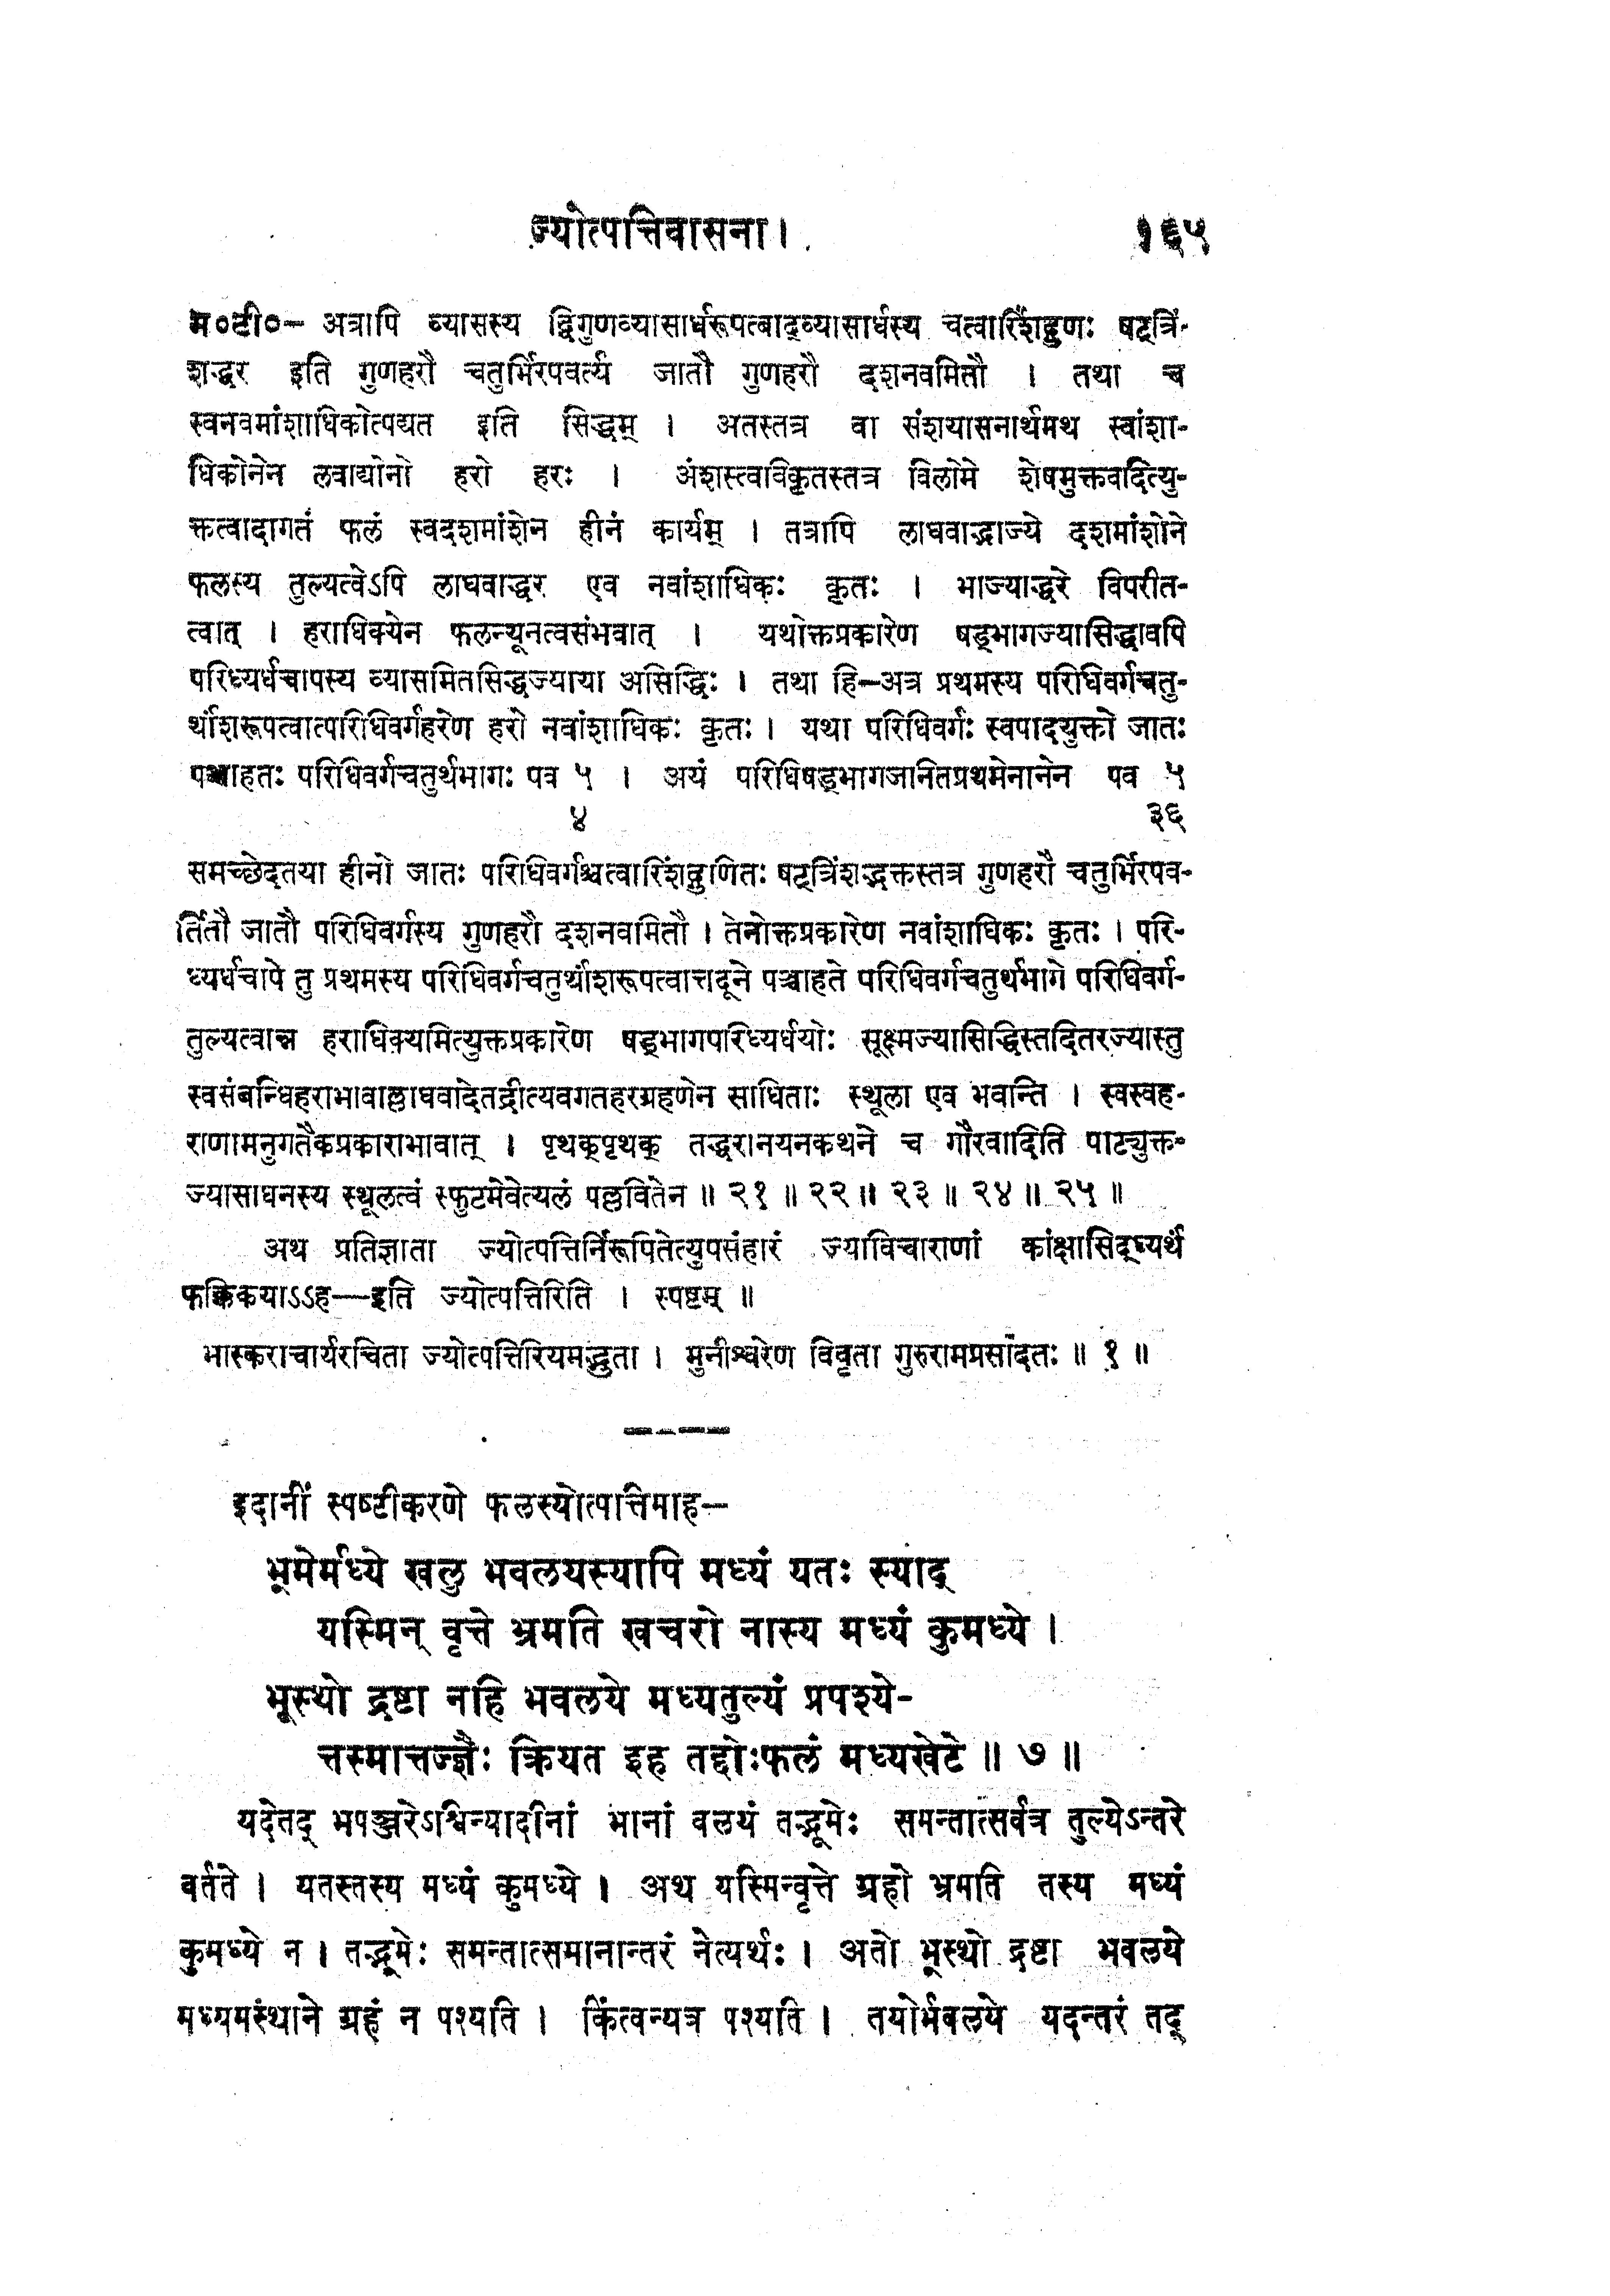 ज्योत्पत्तिवासना। १६५
म०टी०- अत्रापि व्यासस्य द्विगुणव्यासार्धरूपत्वाद्व्यासार्धस्य चत्वारिंशद्गुणः षट्त्रिं-
शद्धर इति गुणहरौ चतुर्भिरपवर्त्य जातौ गुणहरौ दशनवमितौ । तथा च
स्वनवमांशाधिकोत्पद्यत इति सिद्धम् । अतस्तत्र वा संशयासनार्थमथ स्वांशा-
धिकोनेन लवाद्योनो हरो हरः । अंशस्त्वविकृतस्तत्र विलोमे शेषमुक्तवदित्यु-
क्तत्वादागतं फलं स्वदशमांशेन हीनं कार्यम् । तत्रापि लाघवाद्भाज्ये दशमांशोने
फलस्य तुल्यत्वेऽपि लाघवाद्धर एव नवांशाधिकः कृतः । भाज्याद्धरे विपरीत-
त्वात् । हराधिक्येन फलन्यूनत्वसंभवात् । यथोक्तप्रकारेण षड्भागज्यासिद्धावपि
परिध्यर्धचापस्य व्यासमितसिद्धज्याया असिद्धिः । तथा हि—अत्र प्रथमस्य परिधिवर्गचतु-
र्थांशरूपत्वात्परिधिवर्गहरेण हरो नवांशाधिकः कृतः । यथा परिधिवर्गः स्वपादयुक्तो जातः
पञ्चाहतः परिधिवर्गचतुर्थभागः पव ५ । अयं परिधिषड्भागजानितप्रथमेनानेन पव ५
४ ३६
समच्छेदतया हीनो जातः परिधिवर्गश्चत्वारिंशद्गुणितः षट्त्रिंशद्भक्तस्तत्र गुणहरौ चतुर्भिरपव-
र्तितौ जातौ परिधिवर्गस्य गुणहरौ दशनवमितौ । तेनोक्तप्रकारेण नवांशाधिकः कृतः । परि-
ध्यर्धचापे तु प्रथमस्य परिधिवर्गचतुर्थांशरूपत्वात्तदूने पञ्चाहते परिधिवर्गचतुर्थभागे परिधिवर्ग-
तुल्यत्वान्न हराधिक्यमित्युक्तप्रकारेण षड्भागपरिध्यर्धयोः सूक्ष्मज्यासिद्धिस्तदितरज्यास्तु
स्वसंबन्धिहराभावाल्लाघवादेतद्रीत्यवगतहरग्रहणेन साधिताः स्थूला एव भवन्ति । स्वस्वह-
राणामनुगतैकप्रकाराभावात् । पृथक्पृथक् तद्धरानयनकथने च गौरवादिति पाट्युक्त-
ज्यासाधनस्य स्थूलत्वं स्फुटमेवेत्यलं पल्लवितेन ॥ २१ ॥ २२ ॥ २३ ॥ २४ ॥ २५ ॥
अथ प्रतिज्ञाता ज्योत्पत्तिर्निरूपितेत्युपसंहारं ज्याविचाराणां कांक्षासिद्ध्यर्थं
फक्किकयाऽऽह—इति ज्योत्पत्तिरिति । स्पष्टम् ॥
भास्कराचार्यरचिता ज्योत्पत्तिरियमद्भुता । मुनीश्वरेण विवृता गुरुरामप्रसादतः ॥ १ ॥
इदानीं स्पष्टीकरणे फलस्योत्पत्तिमाह—
भूमेर्मध्ये खलु भवलयस्यापि मध्यं यतः स्याद्
यस्मिन् वृत्ते भ्रमति खचरो नास्य मध्यं कुमध्ये ।
भूस्थो द्रष्टा नहि भवलये मध्यतुल्यं प्रपश्ये-
त्तस्मात्तज्ज्ञैः क्रियत इह तद्दोःफलं मध्यखेटे ॥ ७ ॥
यदेतद् भपञ्जरेऽश्विन्यादीनां भानां वलयं तद्भूमेः समन्तात्सर्वत्र तुल्येऽन्तरे
वर्तते । यतस्तस्य मध्यं कुमध्ये । अथ यस्मिन्वृत्ते ग्रहो भ्रमति तस्य मध्यं
कुमध्ये न । तद्भूमेः समन्तात्समानान्तरं नेत्यर्थः । अतो भूस्थो द्रष्टा भवलये
मध्यमस्थाने ग्रहं न पश्यति । किंत्वन्यत्र पश्यति । तयोर्भवलये यदन्तरं तद्